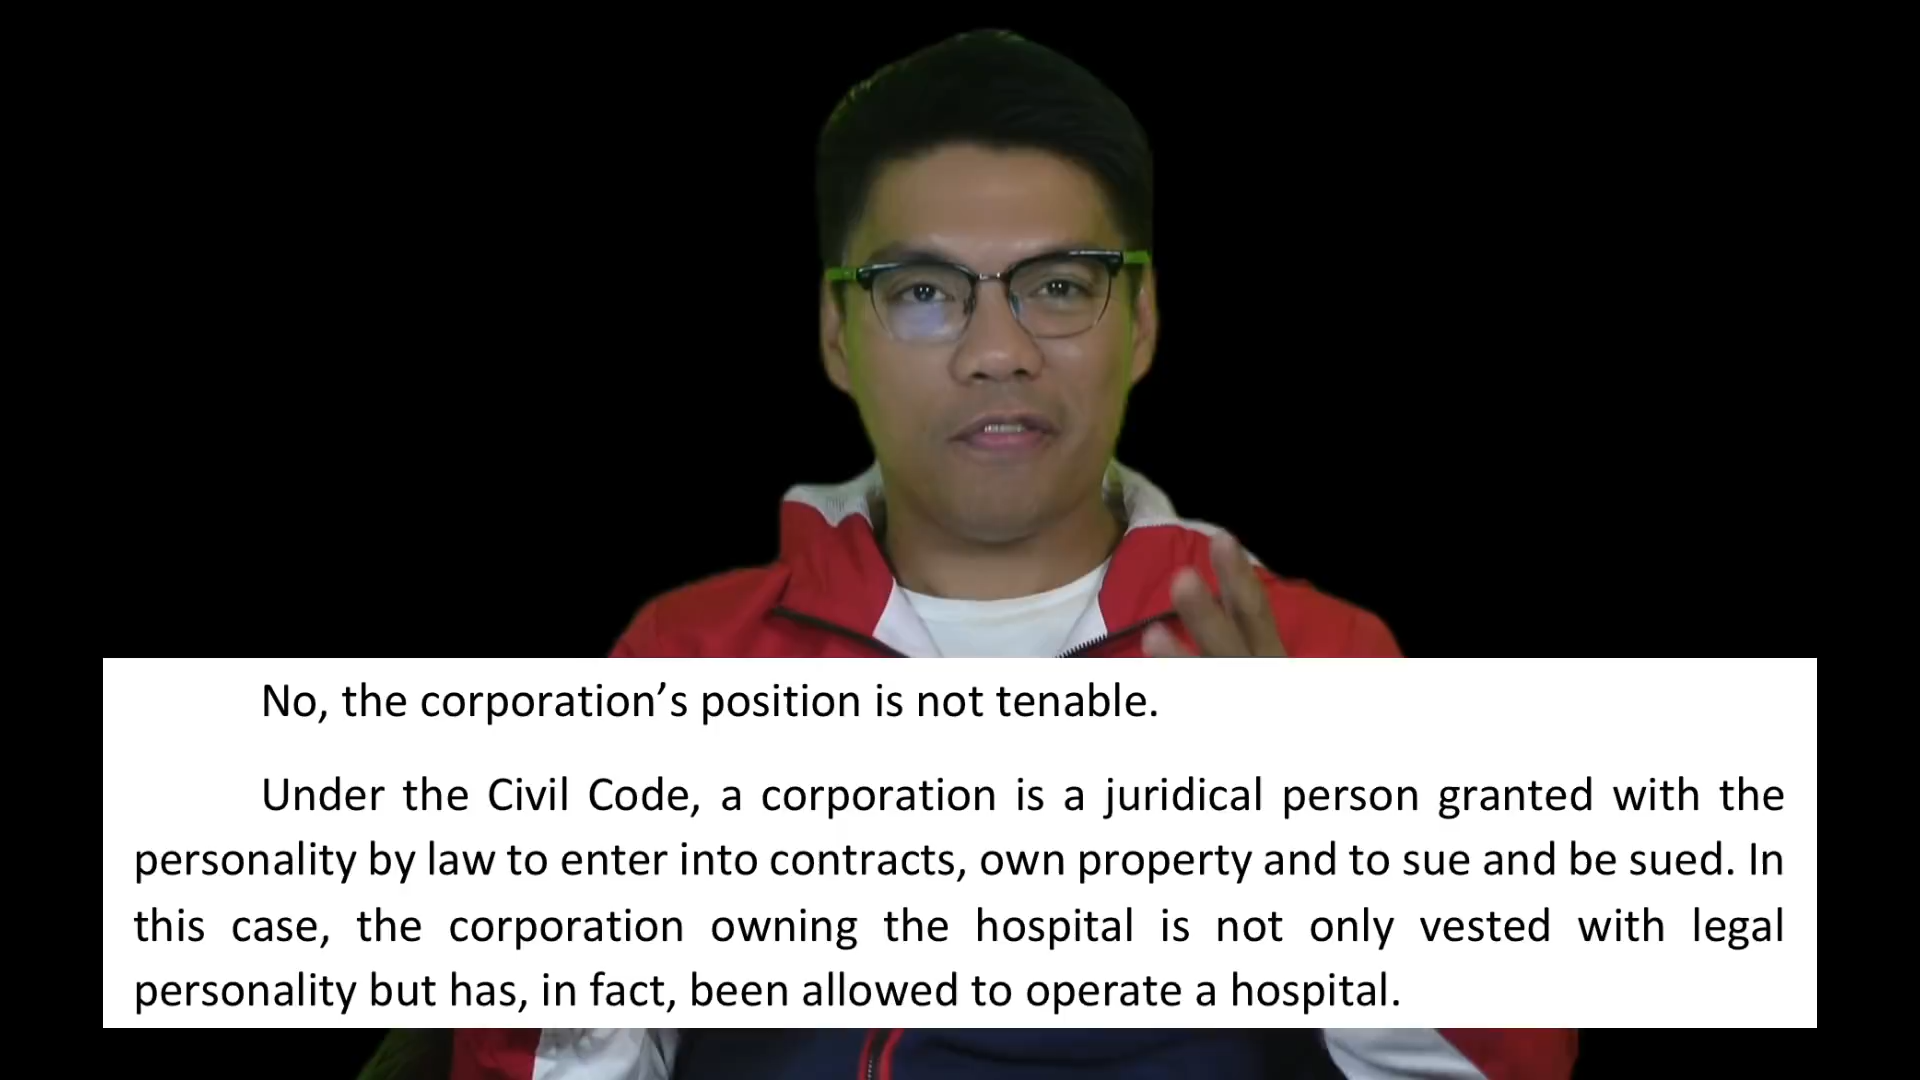 No, the corporation’s position is not tenable.
Under the Civil Code, a corporation is a juridical person granted with the
personality by law to enter into contracts, own property and to sue and be sued. In
this case, the corporation owning the hospital is not only vested with legal
personality but has, in fact, been allowed to operate a hospital.